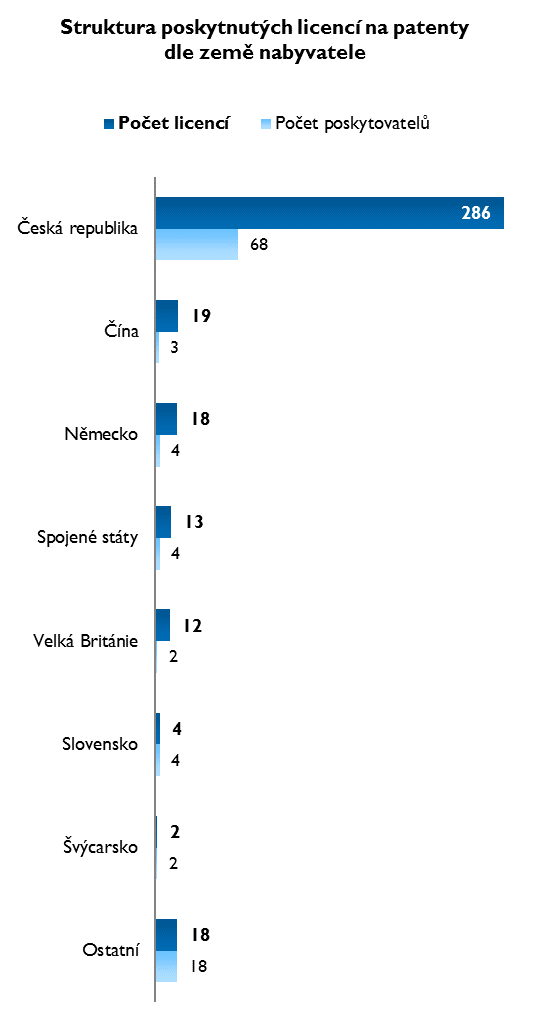 Struktura poskytnutých licencí na patenty
dle země nabyvatele
Počet licencí Počet poskytovatelů
Česká republika 286
68
Čína 19
3
Německo 18
4
Spojené státy 13
4
Velká Británie 12
2
Slovensko 4
4
Švýcarsko 2
2
Ostatní 18
18